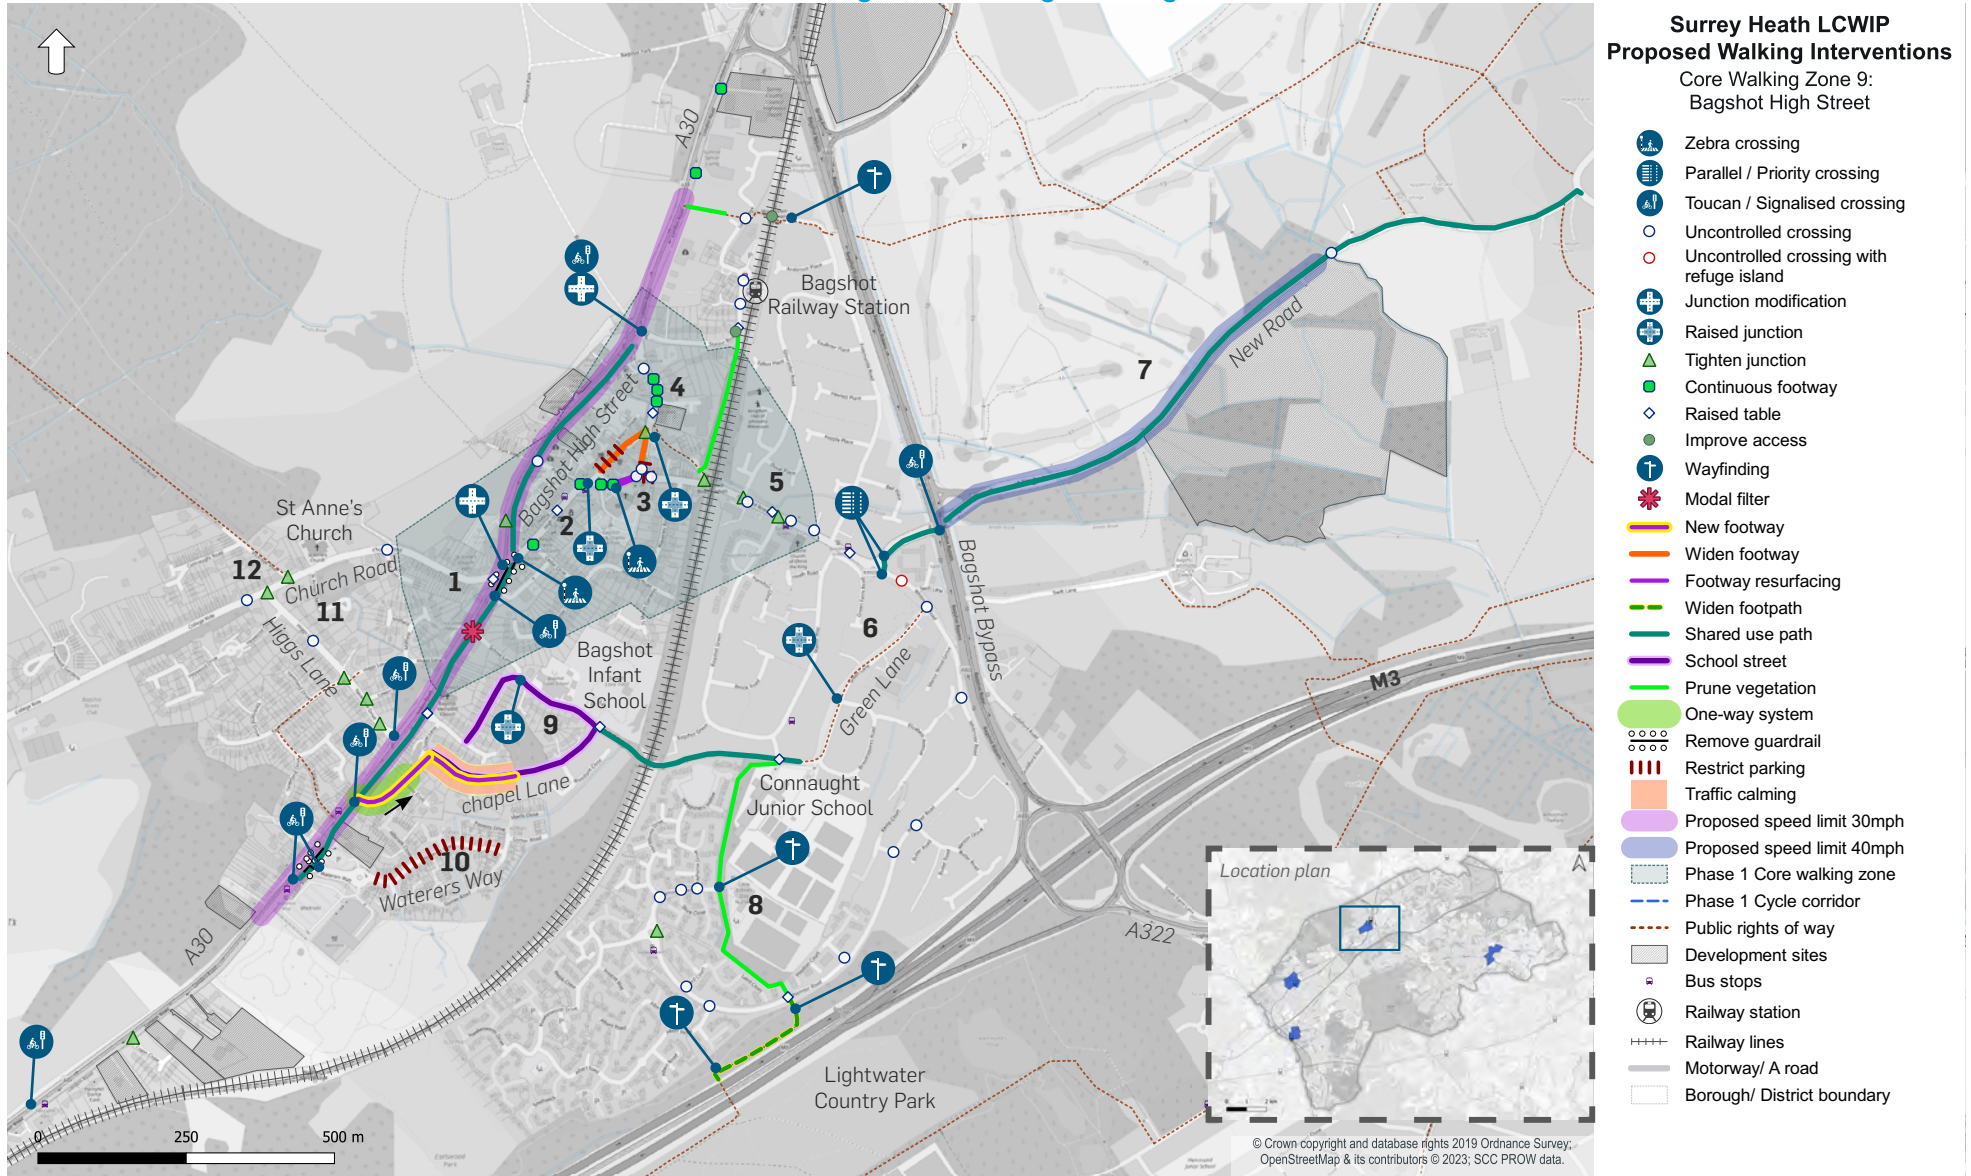 Surrey Heath LCWIP
Proposed Walking Interventions
Core Walking Zone 9:
Bagshot High Street
Zebra crossing
Parallel / Priority crossing
Toucan / Signalised crossing
Uncontrolled crossing
Uncontrolled crossing with
refuge island
Junction modification
Raised junction
Tighten junction
Continuous footway
Raised table
Improve access
Wayfinding
Modal filter
New footway
Widen footway
Footway resurfacing
Widen footpath
Shared use path
School street
Prune vegetation
One-way system
Remove guardrail
Restrict parking
Traffic calming
Proposed speed limit 30mph
Proposed speed limit 40mph
Phase 1 Core walking zone
Phase 1 Cycle corridor
Public rights of way
Development sites
Bus stops
Railway station
Railway lines
Motorway/ A road
Borough/ District boundary
A30
Bagshot
Railway Station
New Road
7
4
Bagshot High Street
5
3
2
St Anne's
Church
Church Road
12
11
1
Higgs Lane
Bagshot
Infant
School
6
Green Lane
Bagshot Bypass
M3
9
chapel Lane
Connaught
Junior School
10
Waterers Way
8
A30
A322
Lightwater
Country Park
Location plan
0 250 500 m
© Crown copyright and database rights 2019 Ordnance Survey;
OpenStreetMap & its contributors © 2023; SCC PROW data.